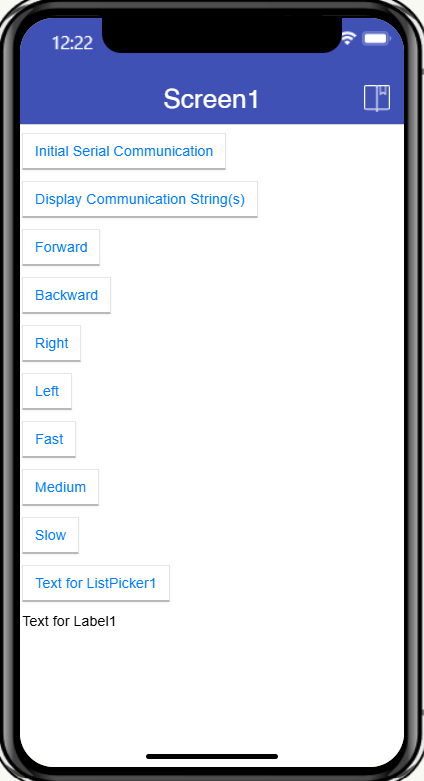 12:22
Screen1
Initial Serial Communication
Display Communication String(s)
Forward
Backward
Right
Left
Fast
Medium
Slow
Text for ListPicker1
Text for Label1